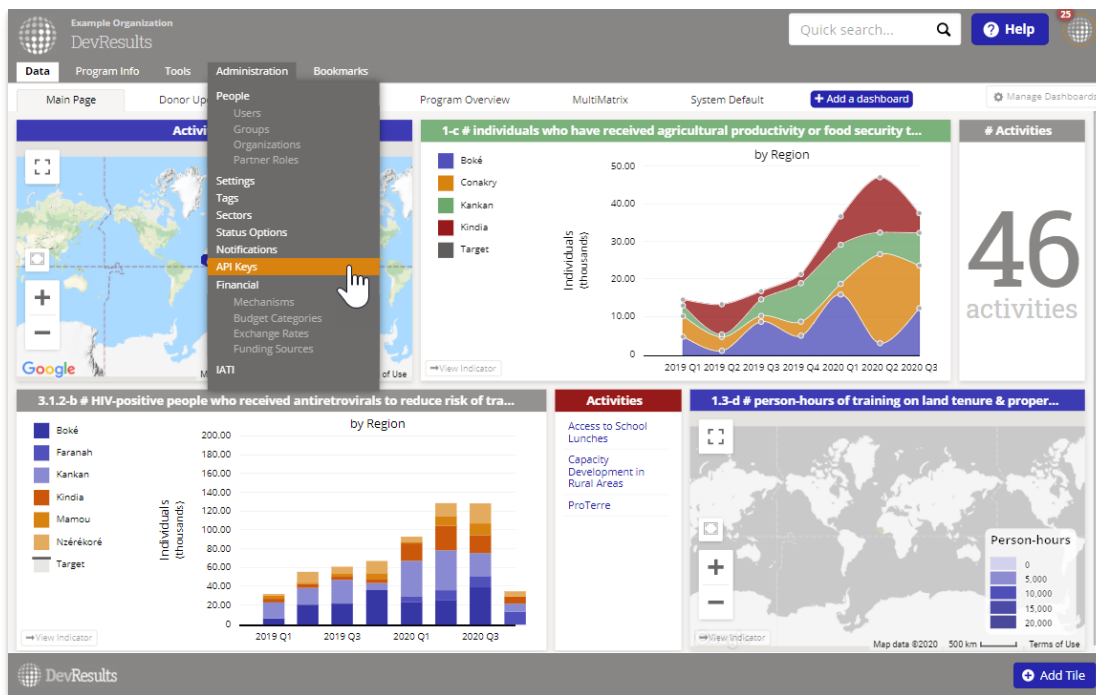 Example Organization
DevResults
Quick search...
Help
25
Data
Program Info
Tools
Administration
Bookmarks
Main Page
Program Overview
MultiMatrix
System Default
+ Add a dashboard
Manage Dashboards
People
Users
Groups
Organizations
Partner Roles
Settings
Tags
Sectors
Status Options
Notifications
API Keys
Financial
Mechanisms
Budget Categories
Exchange Rates
Funding Sources
IATI
Google
of Use
1-c # individuals who have received agricultural productivity or food security t...
by Region
Boké
Conakry
Kankan
Kindia
Target
Individuals
(thousands)
50.00
40.00
30.00
20.00
10.00
0
2019 Q1 2019 Q2 2019 Q3 2019 Q4 2020 Q1 2020 Q2 2020 Q3
View Indicator
# Activities
46
activities
3.1.2-b # HIV-positive people who received antiretrovirals to reduce risk of tra...
by Region
Boké
Faranah
Kankan
Kindia
Mamou
Nzérékoré
Target
Individuals
(thousands)
200.00
180.00
160.00
140.00
120.00
100.00
80.00
60.00
40.00
20.00
0
2019 Q1 2019 Q3 2020 Q1 2020 Q3
View Indicator
Activities
Access to School
Lunches
Capacity
Development in
Rural Areas
ProTerre
1.3-d # person-hours of training on land tenure & proper...
Person-hours
0
5,000
10,000
15,000
20,000
View Indicator
Map data ©2020 500 km Terms of Use
DevResults
Add Tile